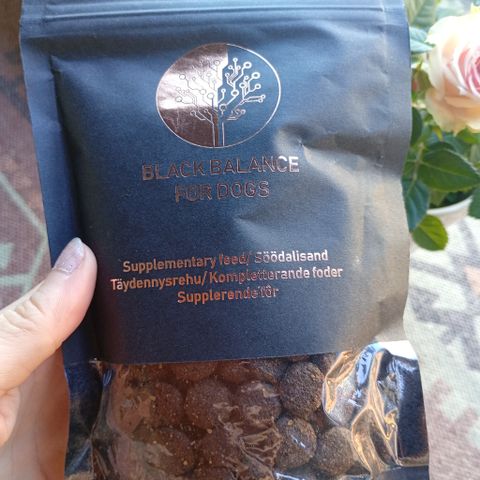 BLACK BALANCE
FOR DOGS
Supplementary feed/ Söödalisand
Täydennysrehu/ Kompletterande foder
Supplerende fôr